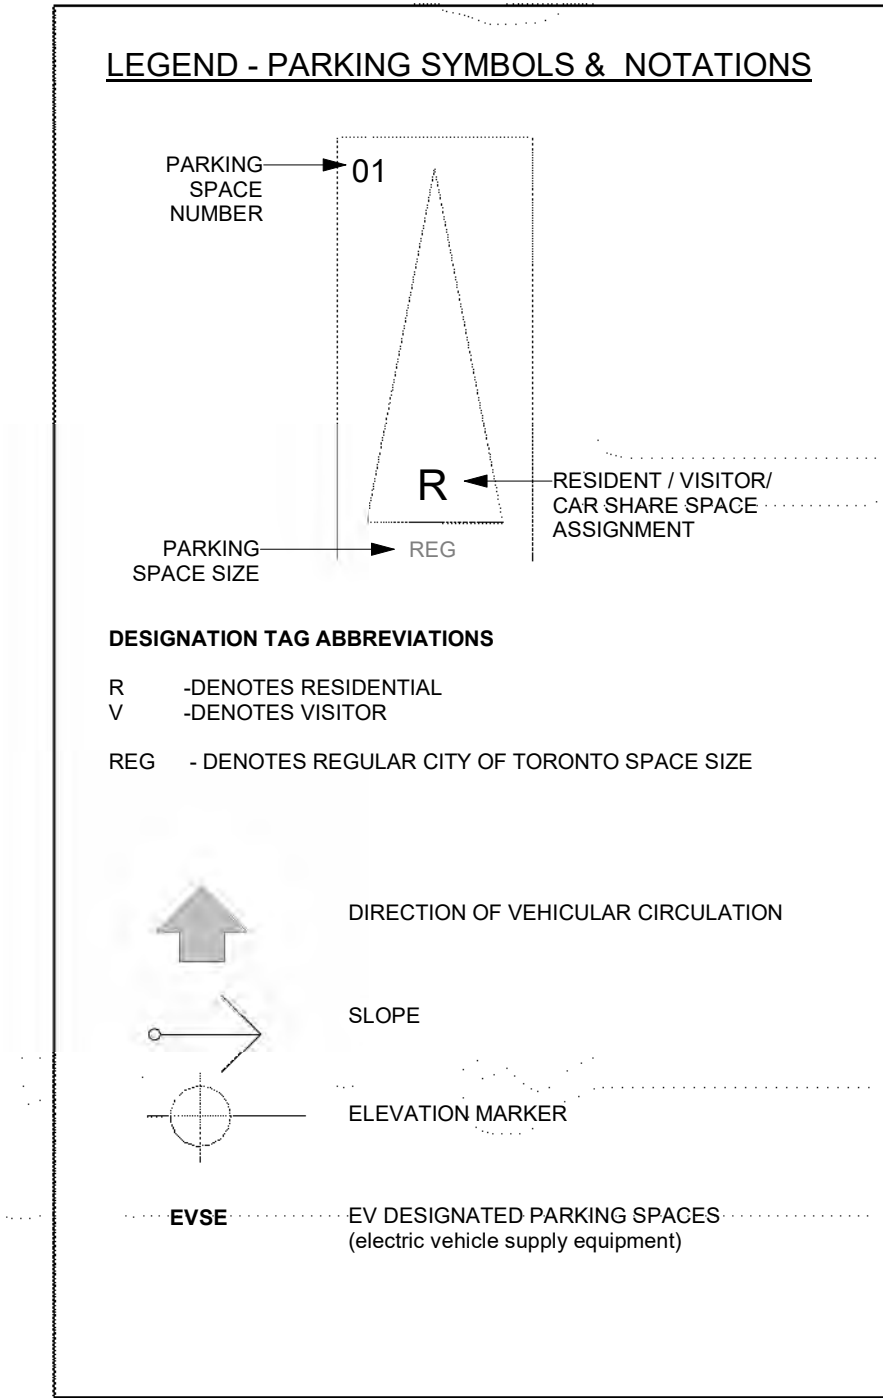 LEGEND - PARKING SYMBOLS & NOTATIONS
PARKING
SPACE
NUMBER
01
R
RESIDENT / VISITOR/
CAR SHARE SPACE
ASSIGNMENT
PARKING
SPACE SIZE
REG
DESIGNATION TAG ABBREVIATIONS
R -DENOTES RESIDENTIAL
V -DENOTES VISITOR
REG - DENOTES REGULAR CITY OF TORONTO SPACE SIZE
DIRECTION OF VEHICULAR CIRCULATION
SLOPE
ELEVATION MARKER
EVSE EV DESIGNATED PARKING SPACES
(electric vehicle supply equipment)